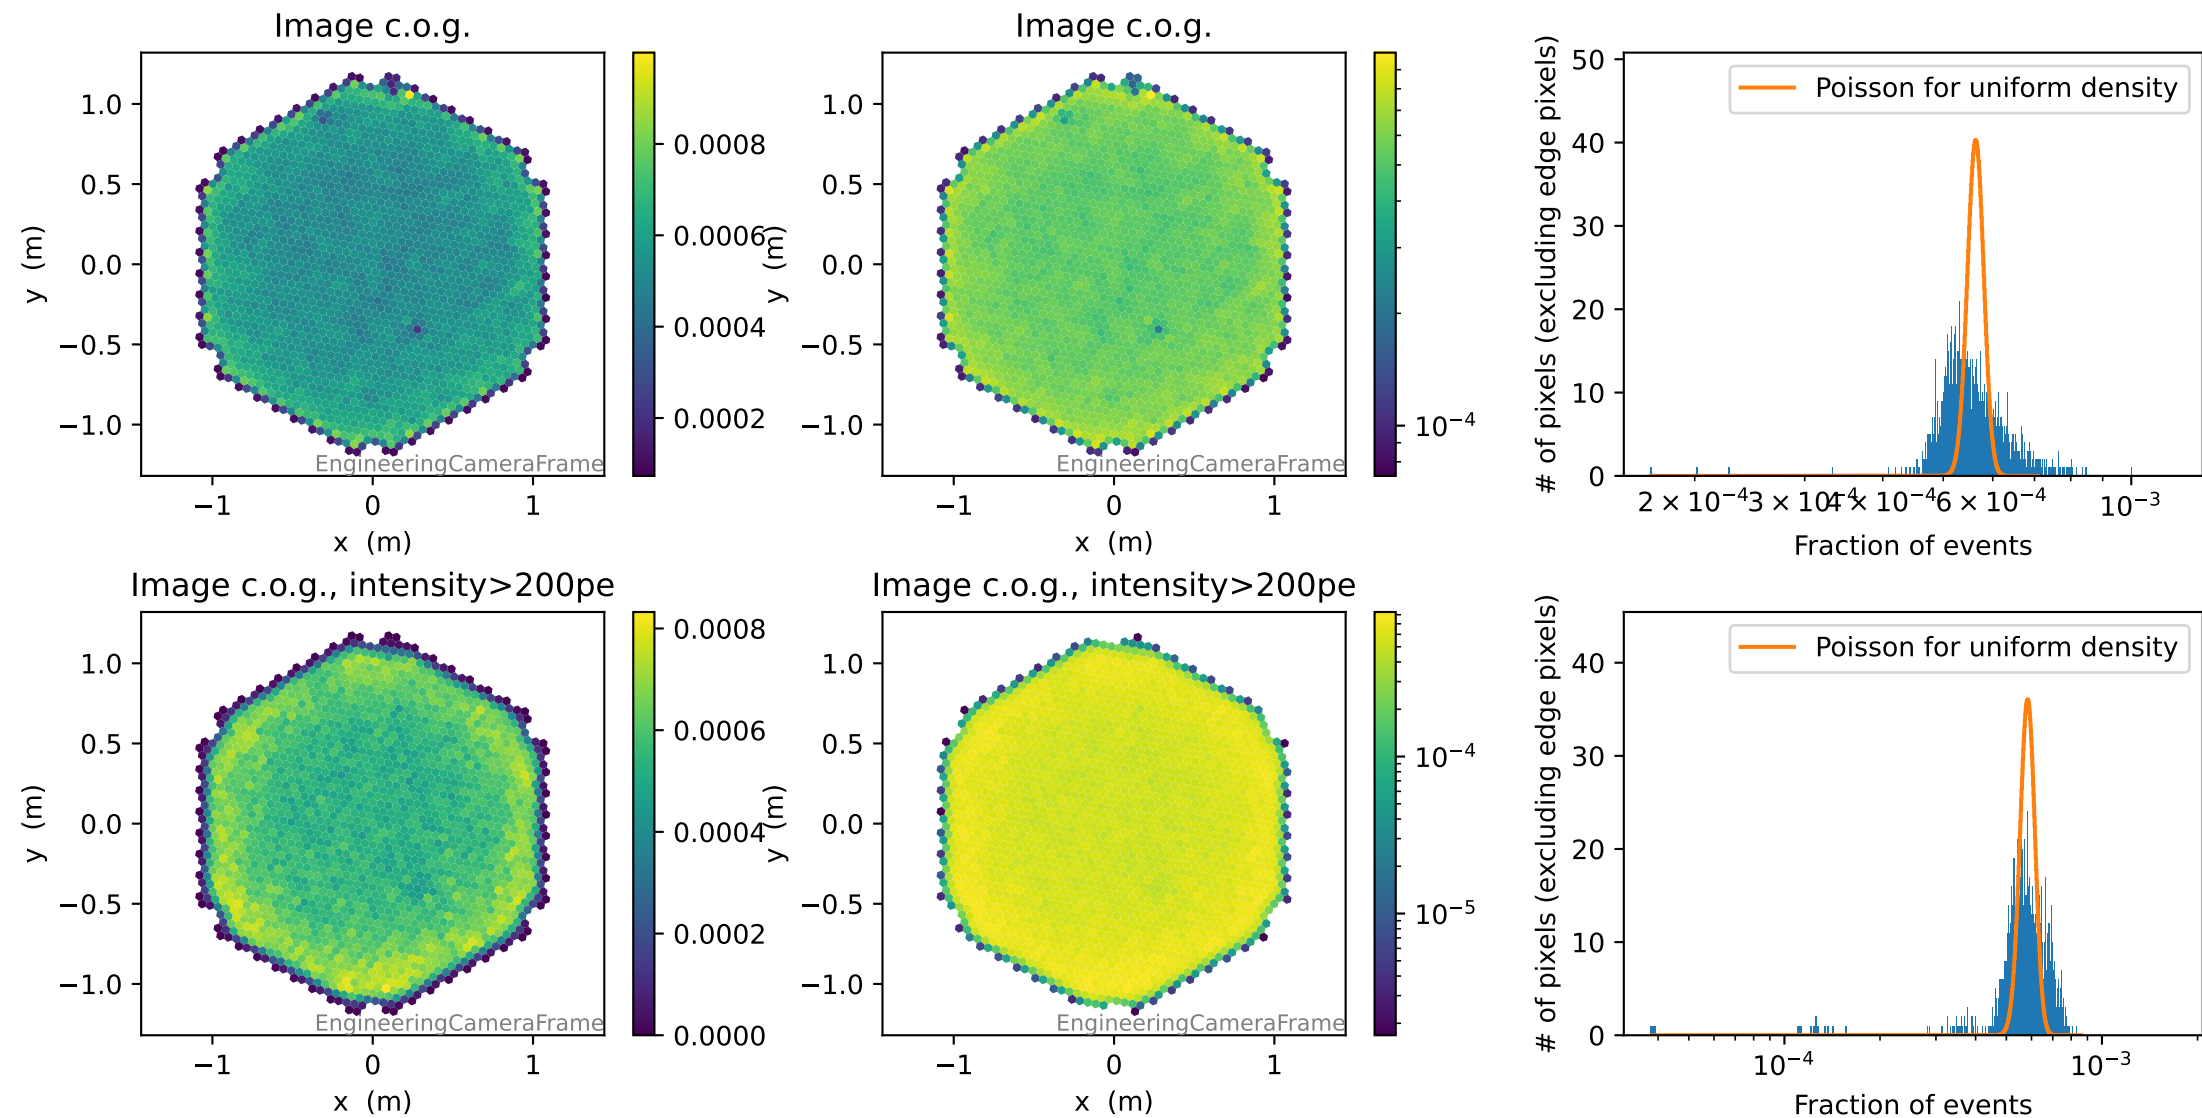 Image c.o.g.
Image c.o.g.
1.0
0.5
0.0
−0.5
−1.0
y (m)
−1
0
1
x (m)
EngineeringCameraFrame
0.0008
0.0006
0.0004
0.0002
1.0
0.5
0.0
−0.5
−1.0
y (m)
−1
0
1
x (m)
EngineeringCameraFrame
10⁻⁴
# of pixels (excluding edge pixels)
50
40
30
20
10
0
Poisson for uniform density
2 × 10⁻⁴
3 × 10⁻⁴
4 × 10⁻⁴
6 × 10⁻⁴
10⁻³
Fraction of events
Image c.o.g., intensity>200pe
Image c.o.g., intensity>200pe
1.0
0.5
0.0
−0.5
−1.0
y (m)
−1
0
1
x (m)
EngineeringCameraFrame
0.0008
0.0006
0.0004
0.0002
0.0000
1.0
0.5
0.0
−0.5
−1.0
y (m)
−1
0
1
x (m)
EngineeringCameraFrame
10⁻⁴
10⁻⁵
# of pixels (excluding edge pixels)
40
30
20
10
0
Poisson for uniform density
10⁻⁴
10⁻³
Fraction of events